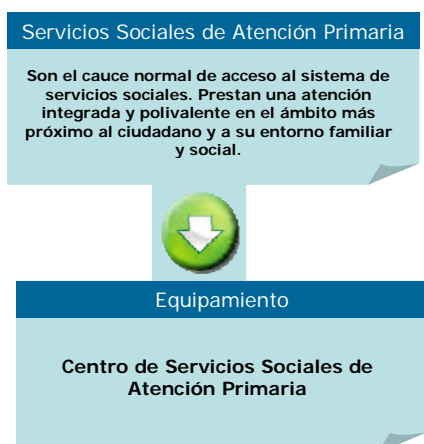 Servicios Sociales de Atención Primaria
Son el cauce normal de acceso al sistema de
servicios sociales. Prestan una atención
integrada y polivalente en el ámbito más
próximo al ciudadano y a su entorno familiar
y social.
Equipamiento
Centro de Servicios Sociales de
Atención Primaria